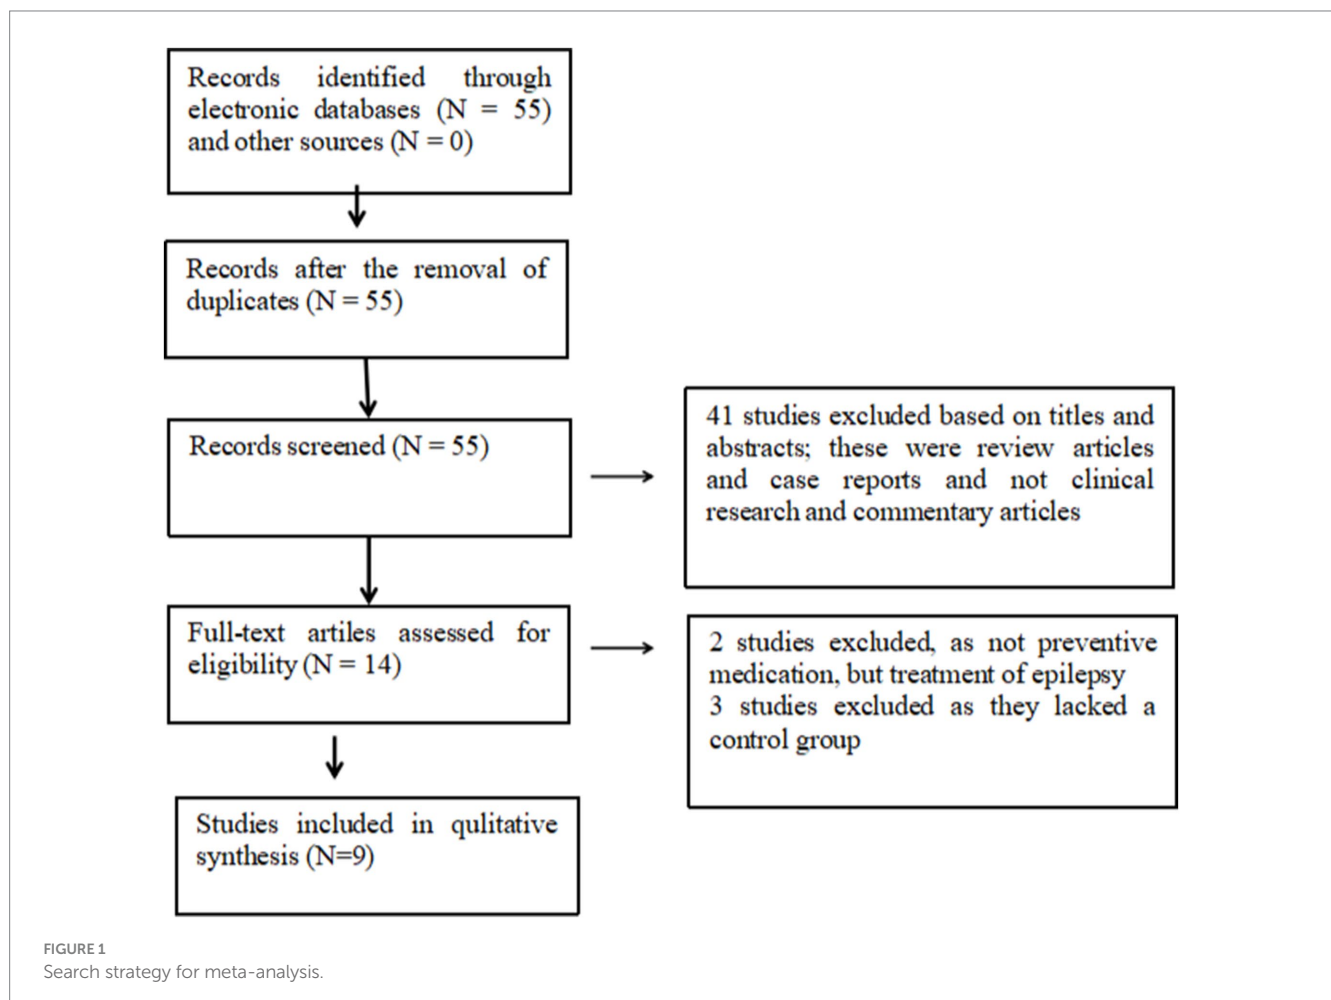 Records identified through
electronic databases (N = 55)
and other sources (N = 0)
Records after the removal of
duplicates (N = 55)
Records screened (N = 55)
41 studies excluded based on titles and
abstracts; these were review articles
and case reports and not clinical
research and commentary articles
Full-text artiles assessed for
eligibility (N = 14)
2 studies excluded, as not preventive
medication, but treatment of epilepsy
3 studies excluded as they lacked a
control group
Studies included in qulitative
synthesis (N=9)
FIGURE 1
Search strategy for meta-analysis.